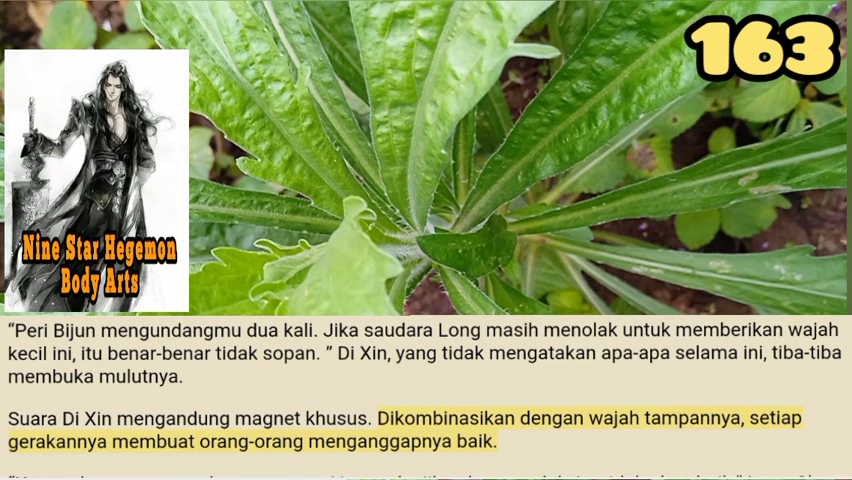 163
Nine Star Hegemon
Body Arts
“Peri Bijun mengundangmu dua kali. Jika saudara Long masih menolak untuk memberikan wajah
kecil ini, itu benar-benar tidak sopan. ” Di Xin, yang tidak mengatakan apa-apa selama ini, tiba-tiba
membuka mulutnya.
Suara Di Xin mengandung magnet khusus. Dikombinasikan dengan wajah tampannya, setiap
gerakannya membuat orang-orang menganggapnya baik.